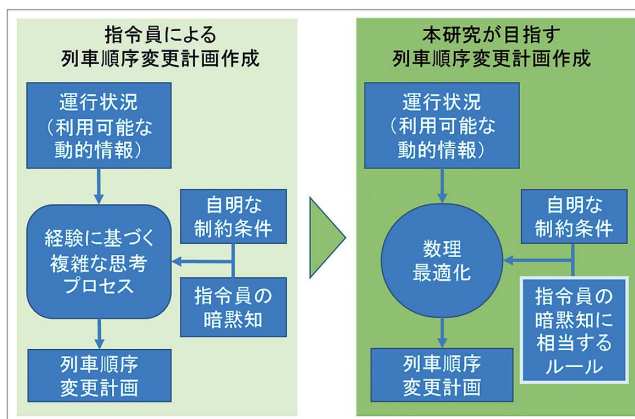 指令員による
列車順序変更計画作成
運行状況
（利用可能な
動的情報）
自明な
制約条件
経験に基づく
複雑な思考
プロセス
指令員の
暗黙知
列車順序
変更計画
本研究が目指す
列車順序変更計画作成
運行状況
（利用可能な
動的情報）
自明な
制約条件
数理
最適化
指令員の
暗黙知に
相当する
ルール
列車順序
変更計画